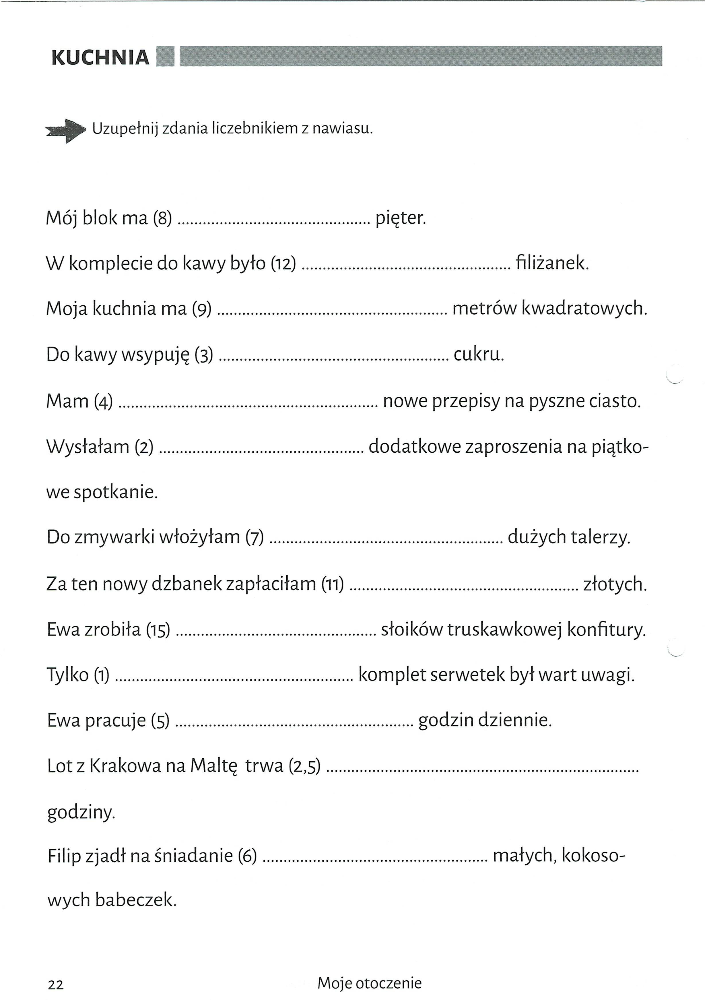 KUCHNIA
Uzupełnij zdania liczebnikiem z nawiasu.
Mój blok ma (8) .............................................. pięter.
W komplecie do kawy było (12) .................................................. filiżanek.
Moja kuchnia ma (9) ....................................................... metrów kwadratowych.
Do kawy wsypuję (3) ....................................................... cukru.
Mam (4) .............................................................. nowe przepisy na pyszne ciasto.
Wysłałam (2) ................................................. dodatkowe zaproszenia na piątko-
we spotkanie.
Do zmywarki włożyłam (7) ........................................................ dużych talerzy.
Za ten nowy dzbanek zapłaciłam (11) ....................................................... złotych.
Ewa zrobiła (15) ................................................ słoików truskawkowej konfitury.
Tylko (1) ......................................................... komplet serwetek był wart uwagi.
Ewa pracuje (5) ......................................................... godzin dziennie.
Lot z Krakowa na Maltę trwa (2,5) ...........................................................................
godziny.
Filip zjadł na śniadanie (6) ...................................................... małych, kokoso-
wych babeczek.
22 Moje otoczenie